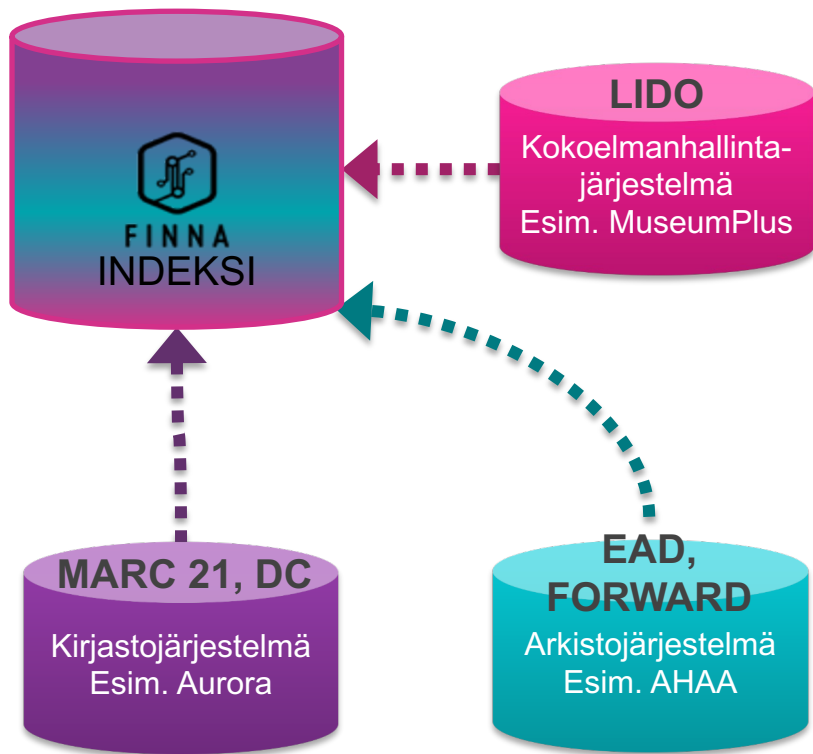 FINNA
INDEKSI
LIDO
Kokoelmanhallinta-
järjestelmä
Esim. MuseumPlus
MARC 21, DC
Kirjastojärjestelmä
Esim. Aurora
EAD,
FORWARD
Arkistojärjestelmä
Esim. AHAA